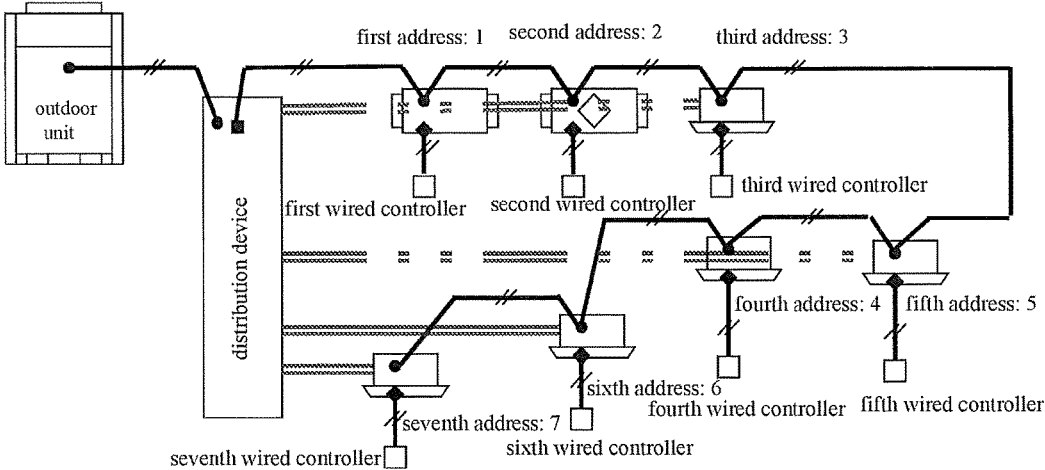 first address: 1
second address: 2
third address: 3
outdoor
unit
first wired controller
second wired controller
third wired controller
distribution device
fourth address: 4
fifth address: 5
sixth address: 6
fourth wired controller
fifth wired controller
seventh address: 7
sixth wired controller
seventh wired controller